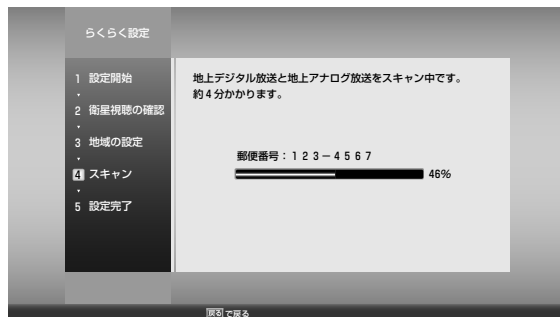 らくらく設定
1 設定開始
2 衛星視聴の確認
3 地域の設定
4 スキャン
5 設定完了
地上デジタル放送と地上アナログ放送をスキャン中です。
約4分かかります。
郵便番号：１２３－４５６７
46%
戻る で戻る